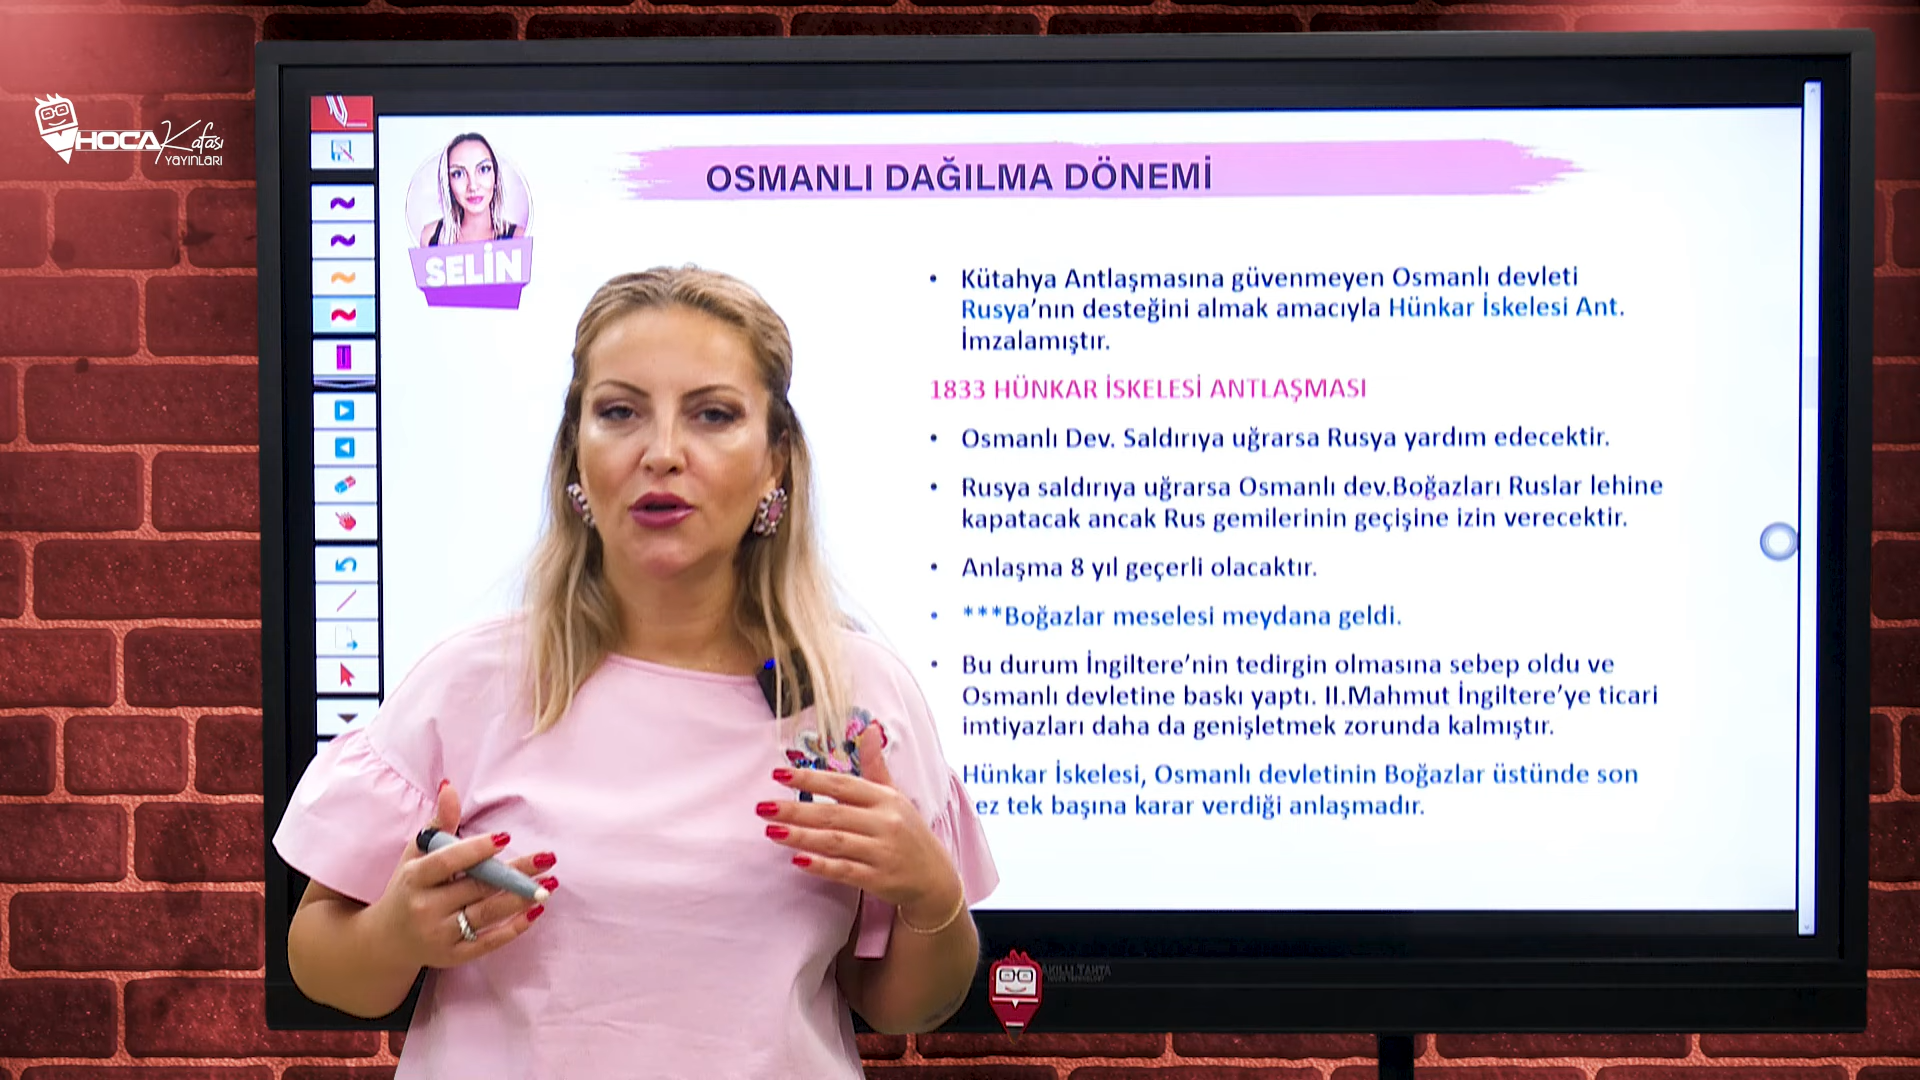 HOCA Kafası
YAYINLARI
SELİN
OSMANLI DAĞILMA DÖNEMİ
• Kütahya Antlaşmasına güvenmeyen Osmanlı devleti
Rusya’nın desteğini almak amacıyla Hünkar İskelesi Ant.
İmzalamıştır.
1833 HÜNKAR İSKELESİ ANTLAŞMASI
• Osmanlı Dev. Saldırıya uğrarsa Rusya yardım edecektir.
• Rusya saldırıya uğrarsa Osmanlı dev.Boğazları Ruslar lehine
kapatacak ancak Rus gemilerinin geçişine izin verecektir.
• Anlaşma 8 yıl geçerli olacaktır.
• ***Boğazlar meselesi meydana geldi.
• Bu durum İngiltere’nin tedirgin olmasına sebep oldu ve
Osmanlı devletine baskı yaptı. II.Mahmut İngiltere’ye ticari
imtiyazları daha da genişletmek zorunda kalmıştır.
Hünkar İskelesi, Osmanlı devletinin Boğazlar üstünde son
ez tek başına karar verdiği anlaşmadır.
AKILLI TAHTA